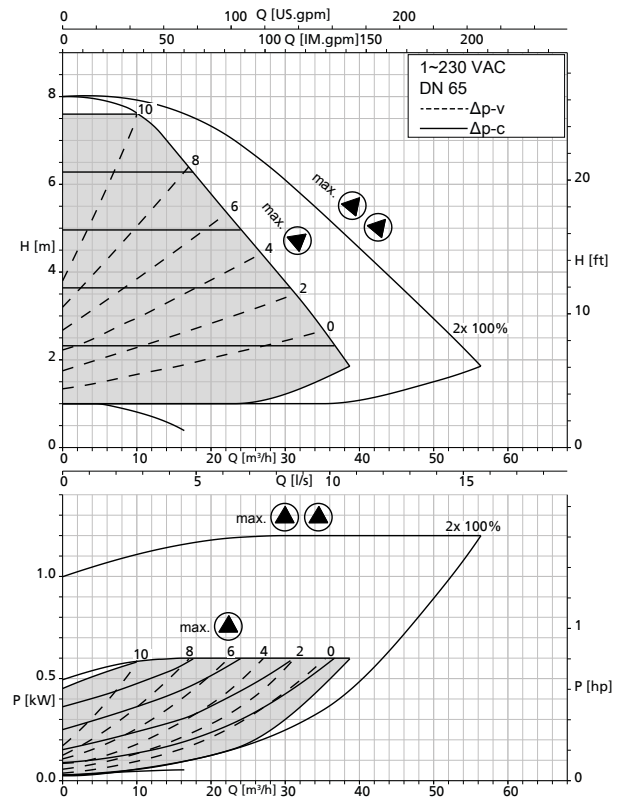 Q [US.gpm]
0 100 200
0 50 100 Q [IM.gpm] 150 200
1~230 VAC
DN 65
Δp-v
Δp-c
H [m]
8
6
4
2
0
H [ft]
20
10
0
10
8
6
4
2
0
max.
max.
2x 100%
0 10 20 Q [m³/h] 30 40 50 60
0 5 Q [l/s] 10 15
max.
2x 100%
max.
10 8 6 4 2 0
P [kW]
1.0
0.5
0.0
P [hp]
1
0
0 10 20 Q [m³/h] 30 40 50 60